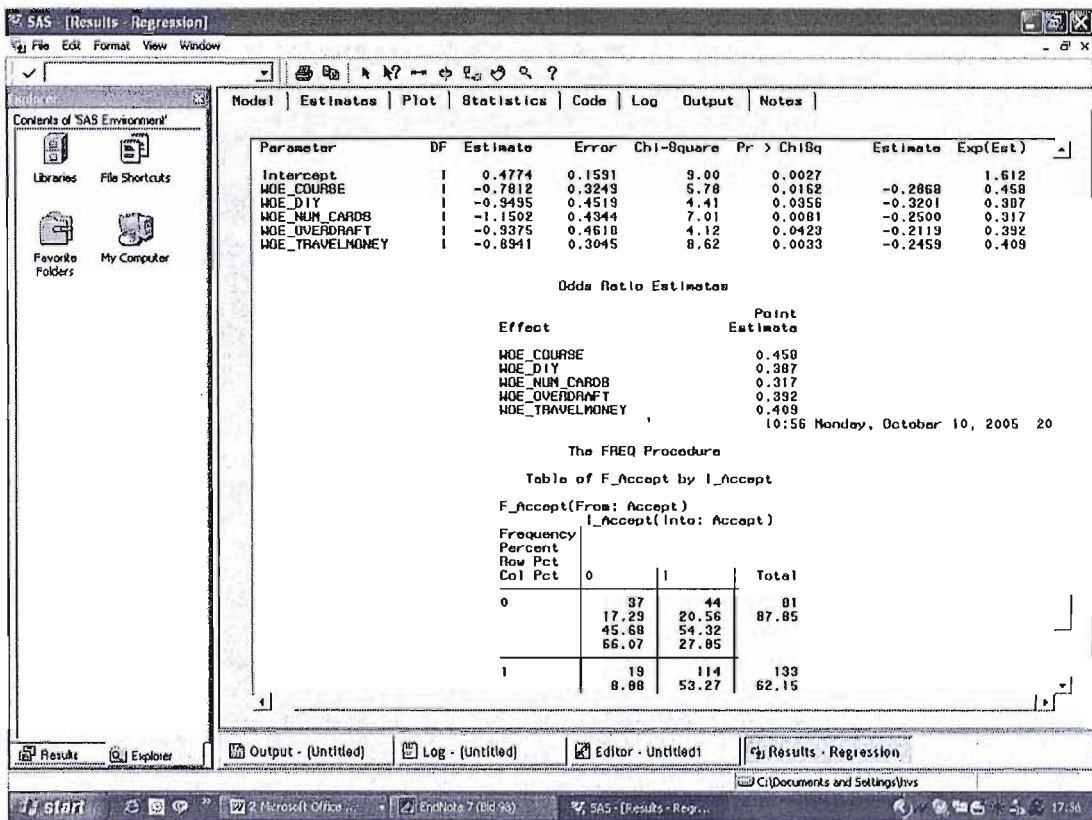 SAS - [Results - Regression]
File Edit Format View Window
Explorer
Contents of 'SAS Environment'
Libraries
File Shortcuts
Favorite Folders
My Computer
Model Estimates Plot Statistics Code Log Output Notes
Parameter DF Estimate Error Chi-Square Pr > ChiSq Estimate Exp(Est)
Intercept 1 0.4774 0.1591 9.00 0.0027 1.612
WOE_COURSE 1 -0.7812 0.3249 5.78 0.0162 -0.2868 0.458
WOE_DIY 1 -0.9495 0.4519 4.41 0.0356 -0.3201 0.387
WOE_NUM_CARDS 1 -1.1502 0.4344 7.01 0.0081 -0.2500 0.317
WOE_OVERDRAFT 1 -0.9375 0.4618 4.12 0.0423 -0.2119 0.392
WOE_TRAVELMONEY 1 -0.8941 0.3045 8.62 0.0033 -0.2459 0.409
Odds Ratio Estimates
Point
Effect Estimate
WOE_COURSE 0.458
WOE_DIY 0.387
WOE_NUM_CARDS 0.317
WOE_OVERDRAFT 0.392
WOE_TRAVELMONEY 0.409
10:56 Monday, October 10, 2005 20
The FREQ Procedure
Table of F_Accept by I_Accept
F_Accept(From: Accept)
I_Accept(Into: Accept)
Frequency
Percent
Row Pct
Col Pct 0 1 Total
0 37 44 81
17.29 20.56 37.85
45.68 54.32
66.07 27.85
1 19 114 133
8.88 53.27 62.15
Results Explorer
Output - (Untitled) Log - (Untitled) Editor - Untitled1 Results - Regression
C:\Documents and Settings\hvs
start 2 Microsoft Office ... EndNote 7 (Bld 98) SAS - [Results - Regr... 17:36